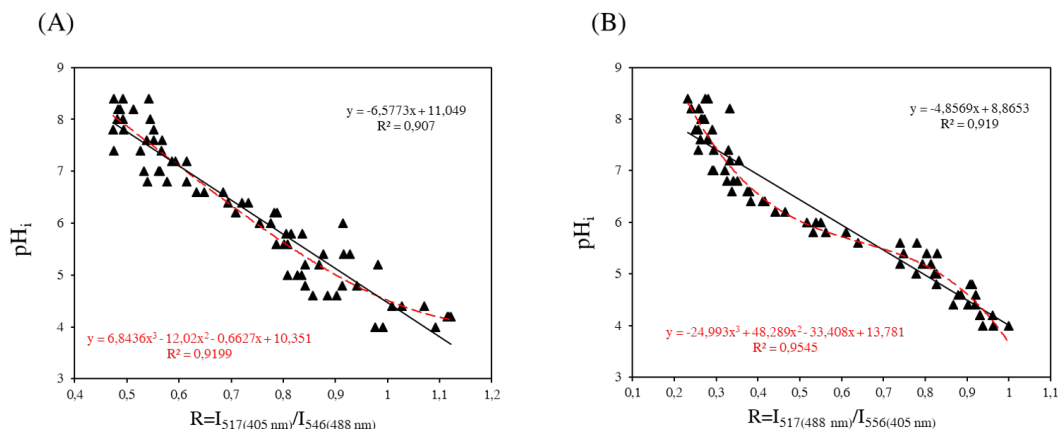 (A)
9
8
7
6
5
4
3
pHi
y = -6,5773x + 11,049
R² = 0,907
y = 6,8436x³ - 12,02x² - 0,6627x + 10,351
R² = 0,9199
0,4 0,5 0,6 0,7 0,8 0,9 1 1,1 1,2
R=I517(405 nm)/I546(488 nm)
(B)
9
8
7
6
5
4
3
pHi
y = -4,8569x + 8,8653
R² = 0,919
y = -24,993x³ + 48,289x² - 33,408x + 13,781
R² = 0,9545
0,2 0,3 0,4 0,5 0,6 0,7 0,8 0,9 1 1,1
R=I517(488 nm)/I556(405 nm)